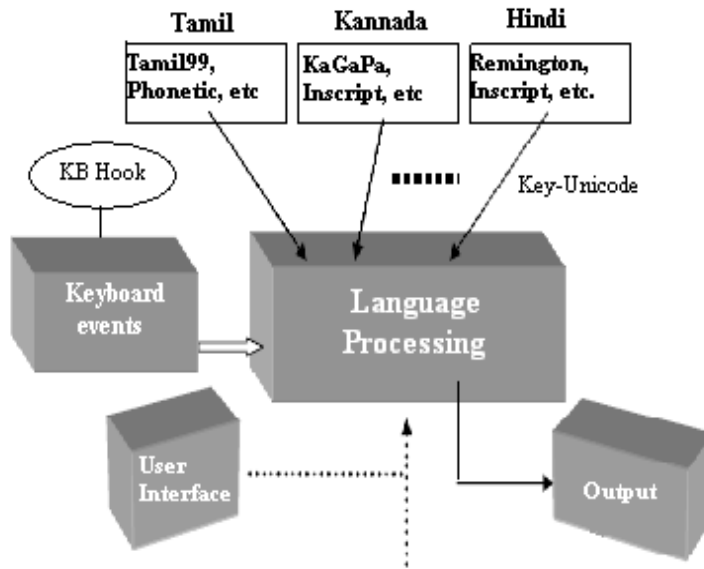 Tamil
Kannada
Hindi
Tamil99,
Phonetic, etc
KaGaPa,
Inscript, etc
Remington,
Inscript, etc.
KB Hook
Key-Unicode
Keyboard
events
Language
Processing
User
Interface
Output